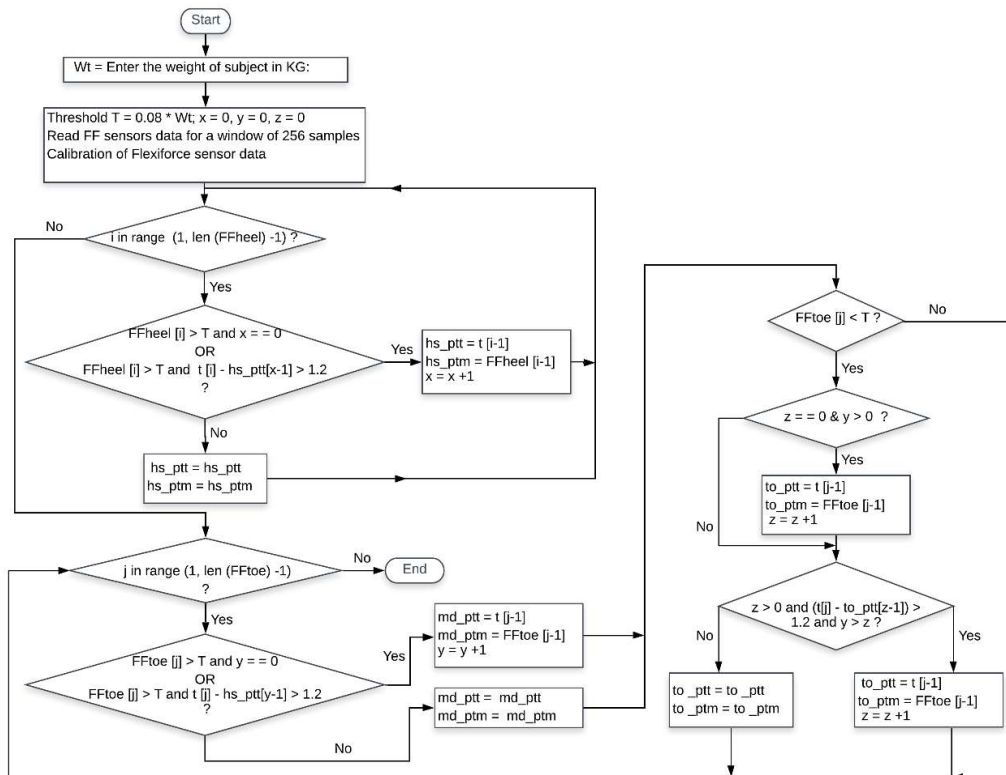 Start
Wt = Enter the weight of subject in KG:
Threshold T = 0.08 * Wt; x = 0, y = 0, z = 0
Read FF sensors data for a window of 256 samples
Calibration of Flexiforce sensor data
No
i in range (1, len (FFheel) -1) ?
Yes
FFheel [i] > T and x = = 0
OR
FFheel [i] > T and t [i] - hs_ptt[x-1] > 1.2
?
Yes
hs_ptt = t [i-1]
hs_ptm = FFheel [i-1]
x = x +1
No
hs_ptt = hs_ptt
hs_ptm = hs_ptm
j in range (1, len (FFtoe) -1)
?
No
End
Yes
FFtoe [j] > T and y = = 0
OR
FFtoe [j] > T and t [j] - hs_ptt[y-1] > 1.2
?
Yes
md_ptt = t [j-1]
md_ptm = FFtoe [j-1]
y = y +1
No
md_ptt = md_ptt
md_ptm = md_ptm
FFtoe [j] < T ?
No
Yes
z = = 0 & y > 0 ?
Yes
to_ptt = t [j-1]
to_ptm = FFtoe [j-1]
z = z +1
No
z > 0 and (t[j] - to_ptt[z-1]) >
1.2 and y > z ?
No
Yes
to _ptt = to _ptt
to _ptm = to _ptm
to_ptt = t [j-1]
to_ptm = FFtoe [j-1]
z = z +1